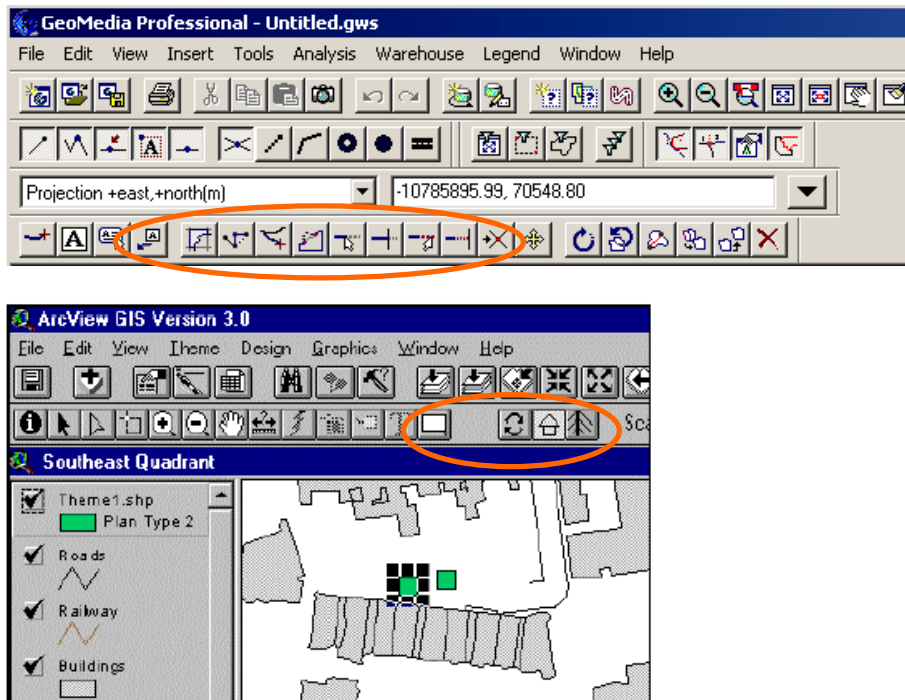 GeoMedia Professional - Untitled.gws
File Edit View Insert Tools Analysis Warehouse Legend Window Help
Projection +east,+north(m) -10785895.99, 70548.80
ArcView GIS Version 3.0
File Edit View Theme Design Graphics Window Help
Sca
Southeast Quadrant
Theme1.shp
Plan Type 2
Roads
Railway
Buildings